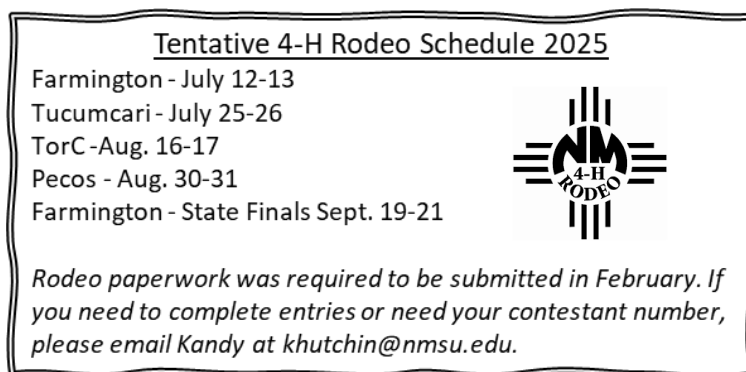 Tentative 4-H Rodeo Schedule 2025
Farmington - July 12-13
Tucumcari - July 25-26
TorC -Aug. 16-17
Pecos - Aug. 30-31
Farmington - State Finals Sept. 19-21
NM
4-H
RODEO
Rodeo paperwork was required to be submitted in February. If
you need to complete entries or need your contestant number,
please email Kandy at khutchin@nmsu.edu.